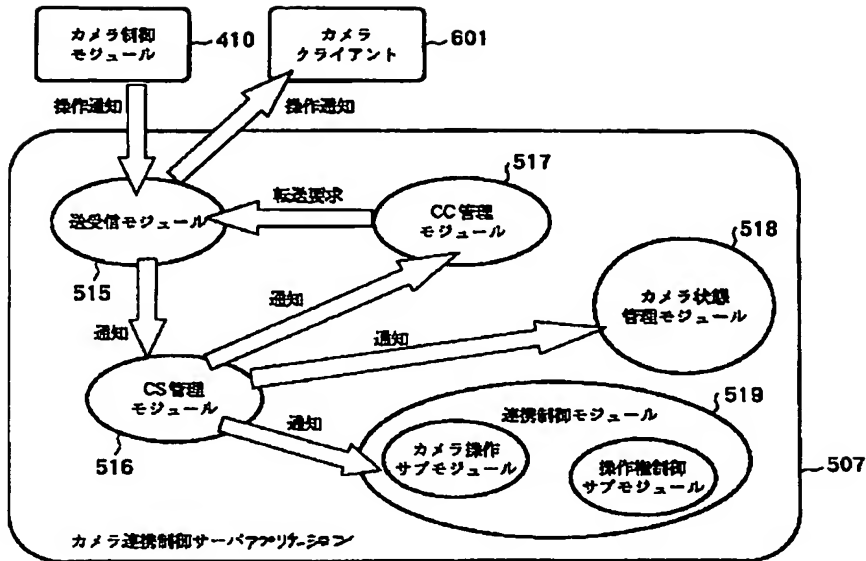 カメラ制御
モジュール
410
カメラ
クライアント
601
操作通知
操作通知
517
転送要求
CC管理
モジュール
送受信モジュール
518
515
通知
カメラ状態
管理モジュール
通知
通知
CS管理
モジュール
519
連携制御モジュール
通知
516
カメラ操作
サブモジュール
操作権制御
サブモジュール
507
カメラ連携制御サーバアプリケーション